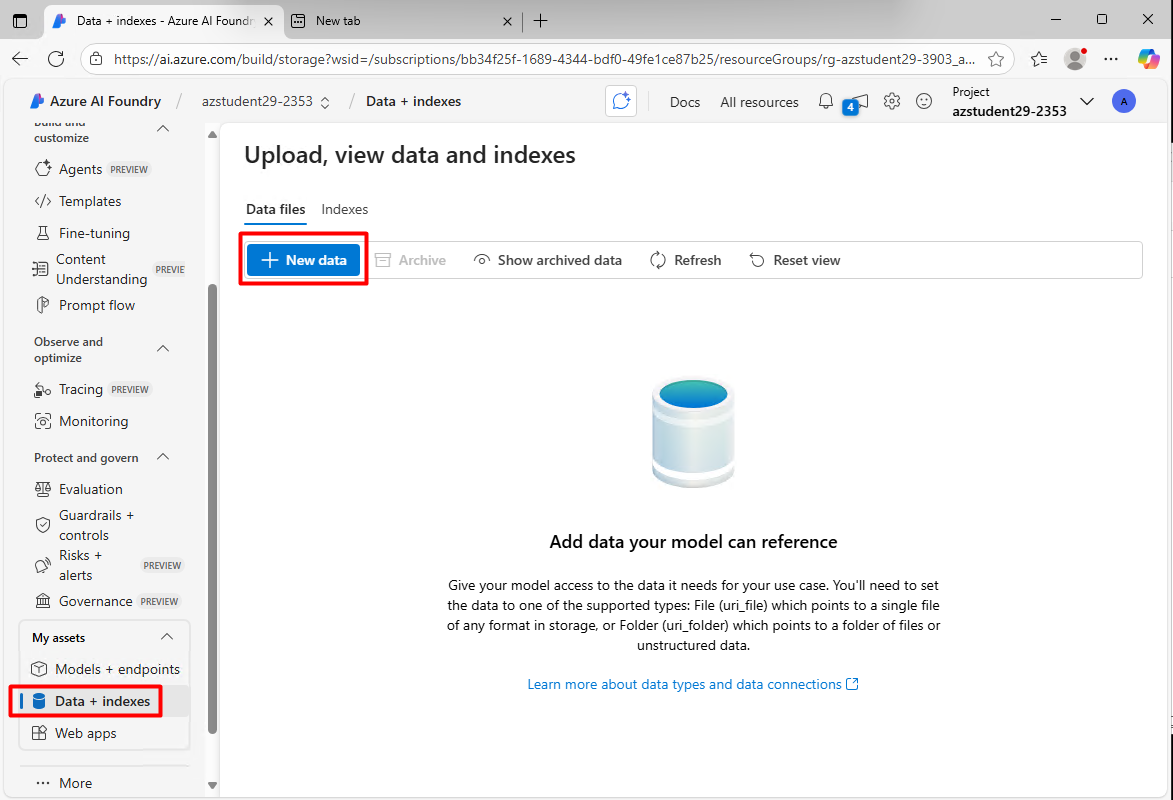 Data + indexes - Azure AI Foundr
New tab
https://ai.azure.com/build/storage?wsid=/subscriptions/bb34f25f-1689-4344-bdf0-49fe1ce87b25/resourceGroups/rg-azstudent29-3903_a...
Azure AI Foundry / azstudent29-2353 / Data + indexes
Docs
All resources
4
Project
azstudent29-2353
A
Build and
customize
Agents PREVIEW
Templates
Fine-tuning
Content
Understanding PREVIE
Prompt flow
Observe and
optimize
Tracing PREVIEW
Monitoring
Protect and govern
Evaluation
Guardrails +
controls
Risks +
alerts PREVIEW
Governance PREVIEW
My assets
Models + endpoints
Data + indexes
Web apps
... More
Upload, view data and indexes
Data files Indexes
+ New data Archive Show archived data Refresh Reset view
Add data your model can reference
Give your model access to the data it needs for your use case. You'll need to set
the data to one of the supported types: File (uri_file) which points to a single file
of any format in storage, or Folder (uri_folder) which points to a folder of files or
unstructured data.
Learn more about data types and data connections